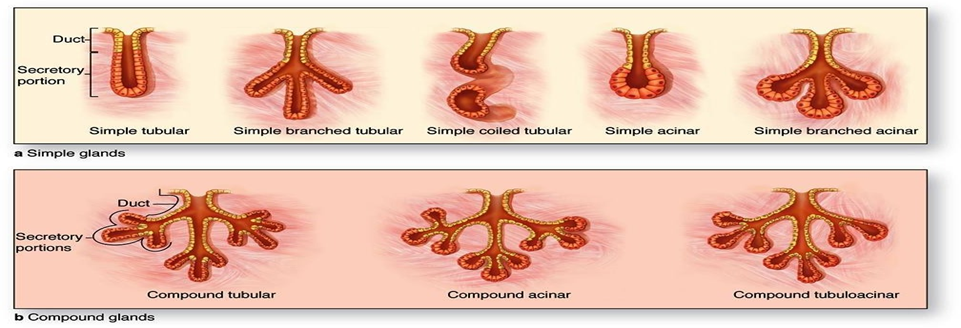 Duct
Secretory
portion
Simple tubular
Simple branched tubular
Simple coiled tubular
Simple acinar
Simple branched acinar
a Simple glands
Duct
Secretory
portions
Compound tubular
Compound acinar
Compound tubuloacinar
b Compound glands